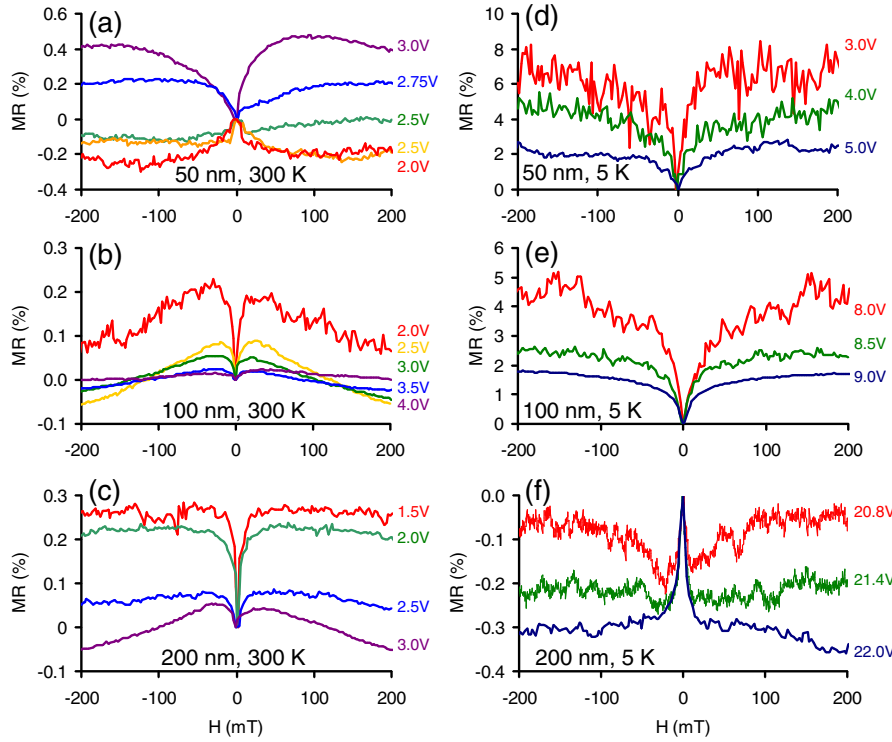 (a)
MR (%)
0.6
0.4
0.2
0
-0.2
-0.4
3.0V
2.75V
2.5V
2.5V
2.0V
50 nm, 300 K
-200 -100 0 100 200
(d)
MR (%)
10
8
6
4
2
0
3.0V
4.0V
5.0V
50 nm, 5 K
-200 -100 0 100 200
(b)
MR (%)
0.3
0.2
0.1
0.0
-0.1
2.0V
2.5V
3.0V
3.5V
4.0V
100 nm, 300 K
-200 -100 0 100 200
(e)
MR (%)
6
5
4
3
2
1
0
8.0V
8.5V
9.0V
100 nm, 5 K
-200 -100 0 100 200
(c)
MR (%)
0.3
0.2
0.1
0
-0.1
1.5V
2.0V
2.5V
3.0V
200 nm, 300 K
-200 -100 0 100 200
H (mT)
(f)
MR (%)
0.0
-0.1
-0.2
-0.3
-0.4
20.8V
21.4V
22.0V
200 nm, 5 K
-200 -100 0 100 200
H (mT)